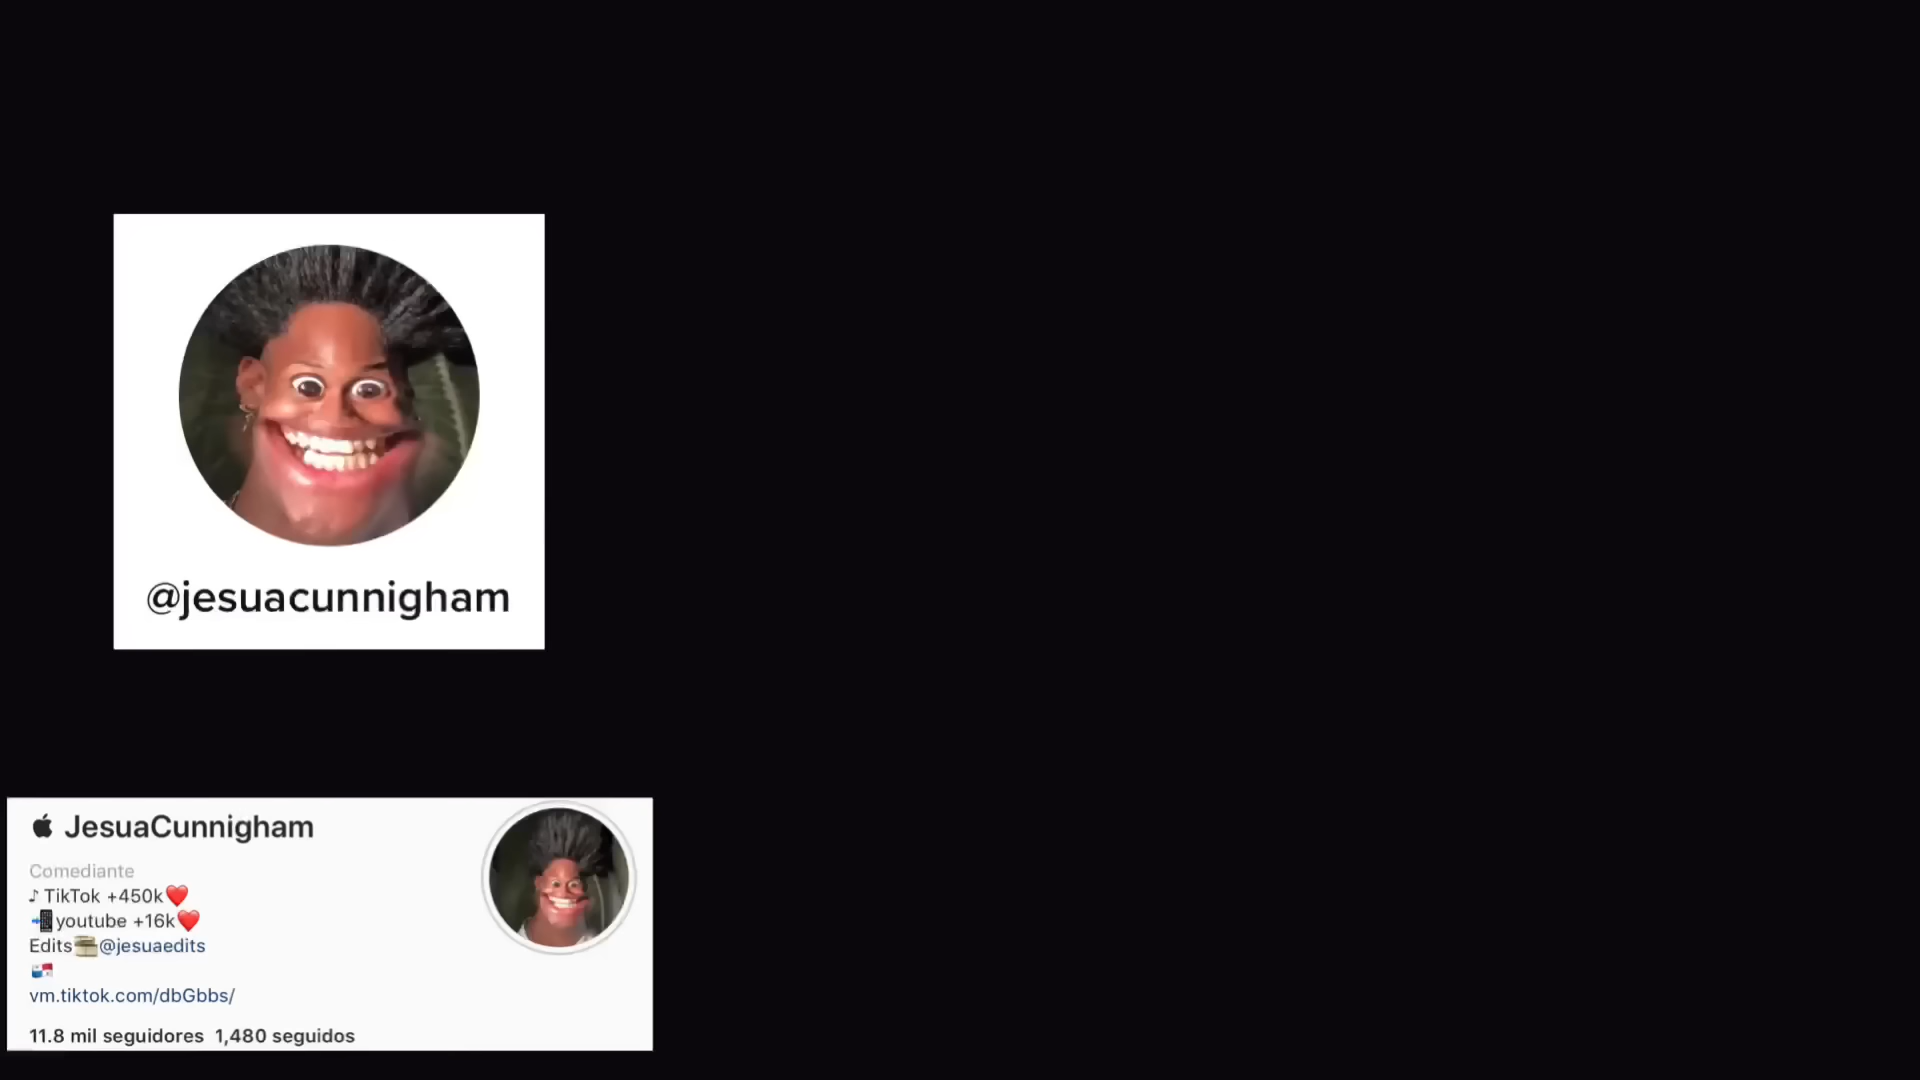 @jesuacunnigham
JesuaCunnigham
Comediante
♪ TikTok +450k❤️
📲youtube +16k❤️
Edits🗃️@jesuaedits
🇵🇦
vm.tiktok.com/dbGbbs/
11.8 mil seguidores 1,480 seguidos